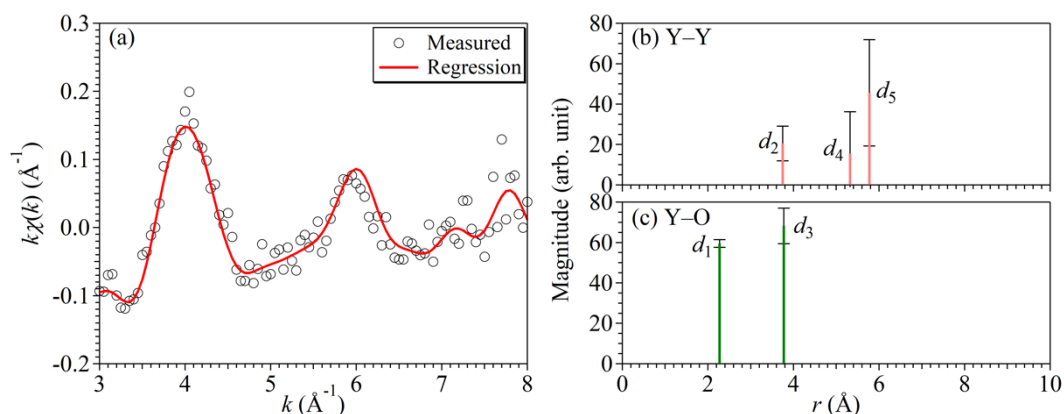 (a)
Measured
Regression
0.3
0.2
0.1
0.0
-0.1
-0.2
kχ(k) (Å⁻¹)
3 4 5 6 7 8
k (Å⁻¹)
(b) Y–Y
80
60
40
20
0
d₂
d₄
d₅
Magnitude (arb. unit)
(c) Y–O
80
60
40
20
0
d₁
d₃
0 2 4 6 8 10
r (Å)